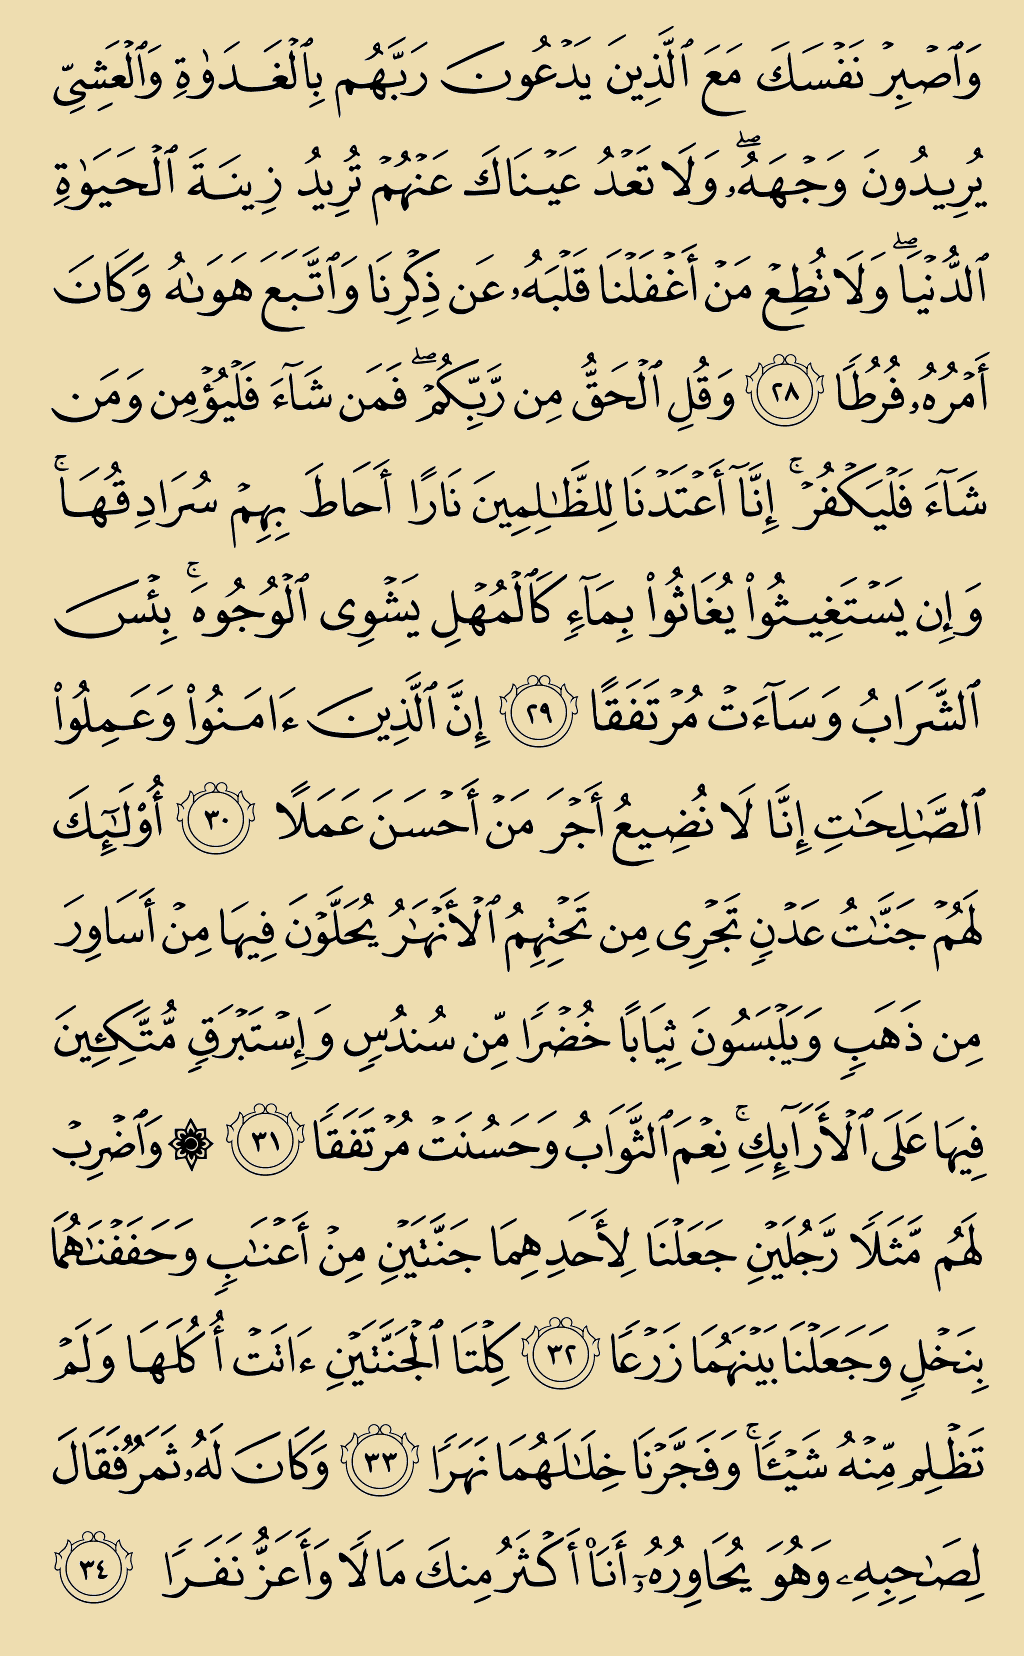 وَٱصۡبِرۡ نَفۡسَكَ مَعَ ٱلَّذِينَ يَدۡعُونَ رَبَّهُم بِٱلۡغَدَوٰةِ وَٱلۡعَشِيِّ
يُرِيدُونَ وَجۡهَهُۥۖ وَلَا تَعۡدُ عَيۡنَاكَ عَنۡهُمۡ تُرِيدُ زِينَةَ ٱلۡحَيَوٰةِ
ٱلدُّنۡيَاۖ وَلَا تُطِعۡ مَنۡ أَغۡفَلۡنَا قَلۡبَهُۥ عَن ذِكۡرِنَا وَٱتَّبَعَ هَوَىٰهُ وَكَانَ
أَمۡرُهُۥ فُرُطٗا ٢٨ وَقُلِ ٱلۡحَقُّ مِن رَّبِّكُمۡۖ فَمَن شَآءَ فَلۡيُؤۡمِن وَمَن
شَآءَ فَلۡيَكۡفُرۡۚ إِنَّآ أَعۡتَدۡنَا لِلظَّٰلِمِينَ نَارًا أَحَاطَ بِهِمۡ سُرَادِقُهَاۚ
وَإِن يَسۡتَغِيثُواْ يُغَاثُواْ بِمَآءٖ كَٱلۡمُهۡلِ يَشۡوِي ٱلۡوُجُوهَۚ بِئۡسَ
ٱلشَّرَابُ وَسَآءَتۡ مُرۡتَفَقًا ٢٩ إِنَّ ٱلَّذِينَ ءَامَنُواْ وَعَمِلُواْ
ٱلصَّٰلِحَٰتِ إِنَّا لَا نُضِيعُ أَجۡرَ مَنۡ أَحۡسَنَ عَمَلًا ٣٠ أُوْلَٰٓئِكَ
لَهُمۡ جَنَّٰتُ عَدۡنٖ تَجۡرِي مِن تَحۡتِهِمُ ٱلۡأَنۡهَٰرُ يُحَلَّوۡنَ فِيهَا مِنۡ أَسَاوِرَ
مِن ذَهَبٖ وَيَلۡبَسُونَ ثِيَابًا خُضۡرٗا مِّن سُندُسٖ وَإِسۡتَبۡرَقٖ مُّتَّكِـِٔينَ
فِيهَا عَلَى ٱلۡأَرَآئِكِۚ نِعۡمَ ٱلثَّوَابُ وَحَسُنَتۡ مُرۡتَفَقٗا ٣١ ۞ وَٱضۡرِبۡ
لَهُم مَّثَلٗا رَّجُلَيۡنِ جَعَلۡنَا لِأَحَدِهِمَا جَنَّتَيۡنِ مِنۡ أَعۡنَٰبٖ وَحَفَفۡنَٰهُمَا
بِنَخۡلٖ وَجَعَلۡنَا بَيۡنَهُمَا زَرۡعٗا ٣٢ كِلۡتَا ٱلۡجَنَّتَيۡنِ ءَاتَتۡ أُكُلَهَا وَلَمۡ
تَظۡلِم مِّنۡهُ شَيۡـٔٗاۚ وَفَجَّرۡنَا خِلَٰلَهُمَا نَهَرٗا ٣٣ وَكَانَ لَهُۥ ثَمَرٞ فَقَالَ
لِصَٰحِبِهِۦ وَهُوَ يُحَاوِرُهُۥٓ أَنَا۠ أَكۡثَرُ مِنكَ مَالٗا وَأَعَزُّ نَفَرٗا ٣٤